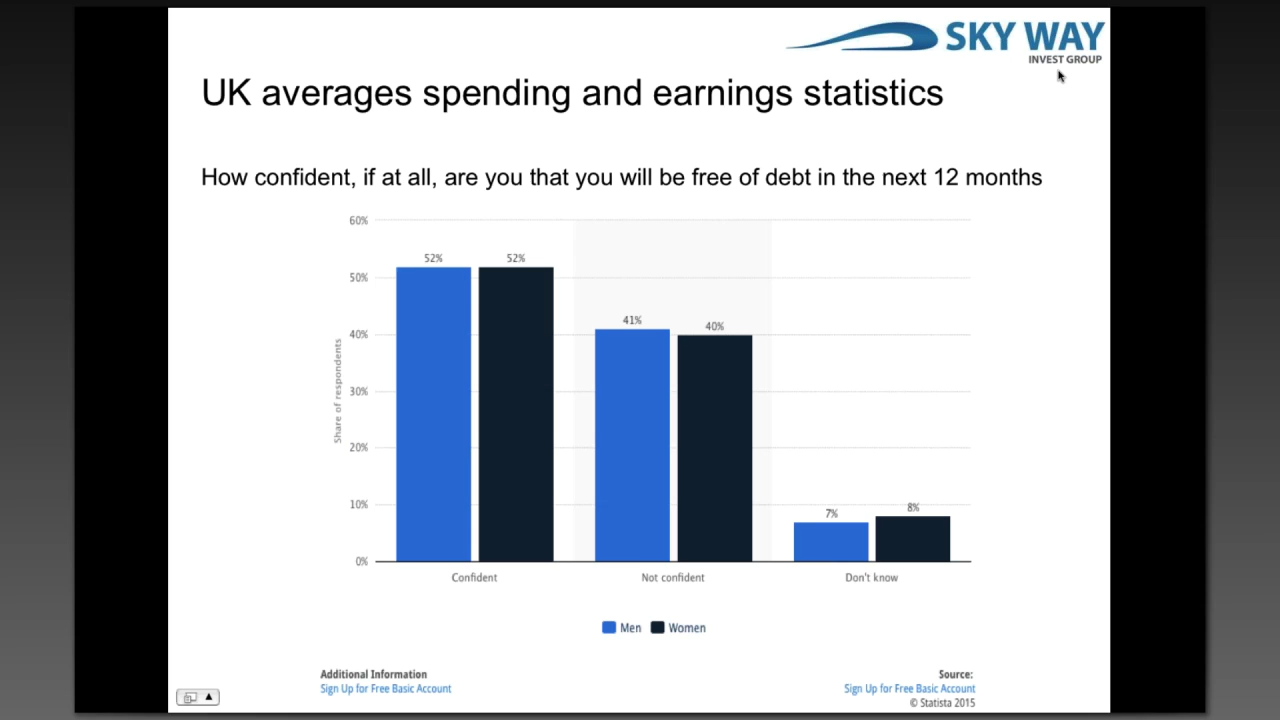 SKY WAY
INVEST GROUP
UK averages spending and earnings statistics
How confident, if at all, are you that you will be free of debt in the next 12 months
60%
50%
40%
30%
20%
10%
0%
Share of respondents
52%
52%
41%
40%
7%
8%
Confident
Not confident
Don't know
Men
Women
Additional Information
Sign Up for Free Basic Account
Source:
Sign Up for Free Basic Account
© Statista 2015